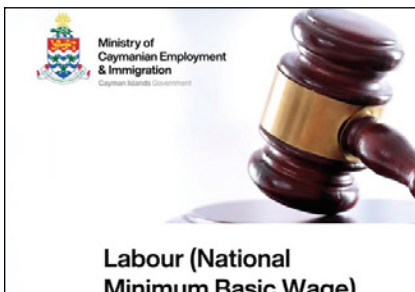 Ministry of
Caymanian Employment
& Immigration
Cayman Islands Government
Labour (National
Minimum Basic Wage)